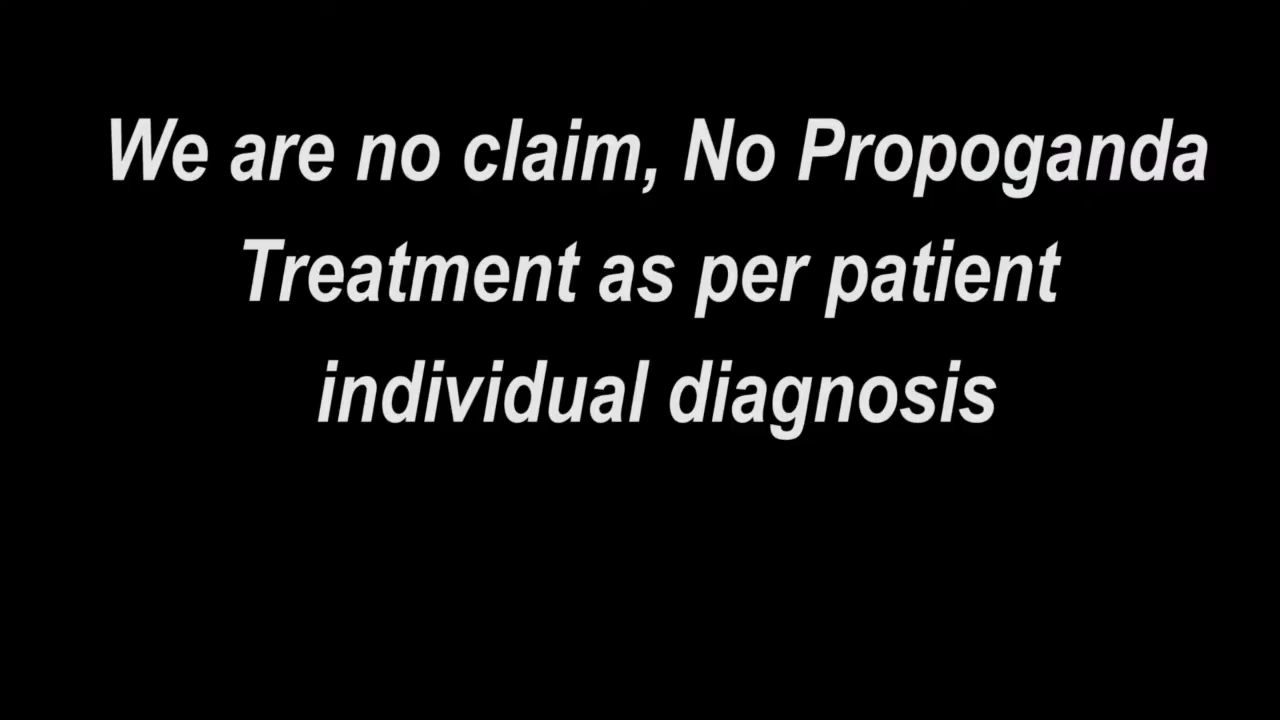 We are no claim, No Propoganda
Treatment as per patient
individual diagnosis